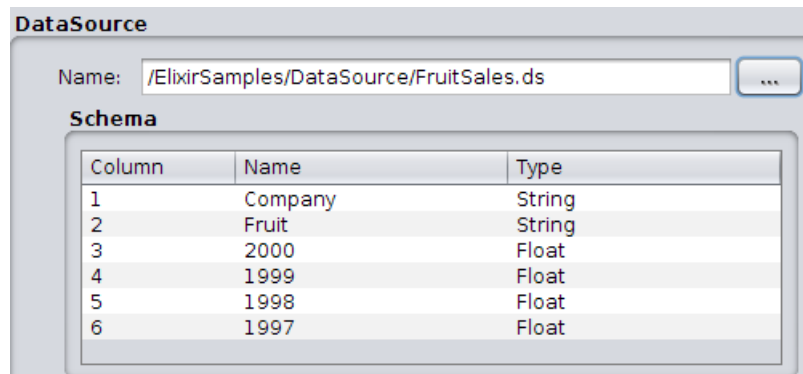 DataSource
Name: /ElixirSamples/DataSource/FruitSales.ds ...
Schema
Column Name Type
1 Company String
2 Fruit String
3 2000 Float
4 1999 Float
5 1998 Float
6 1997 Float